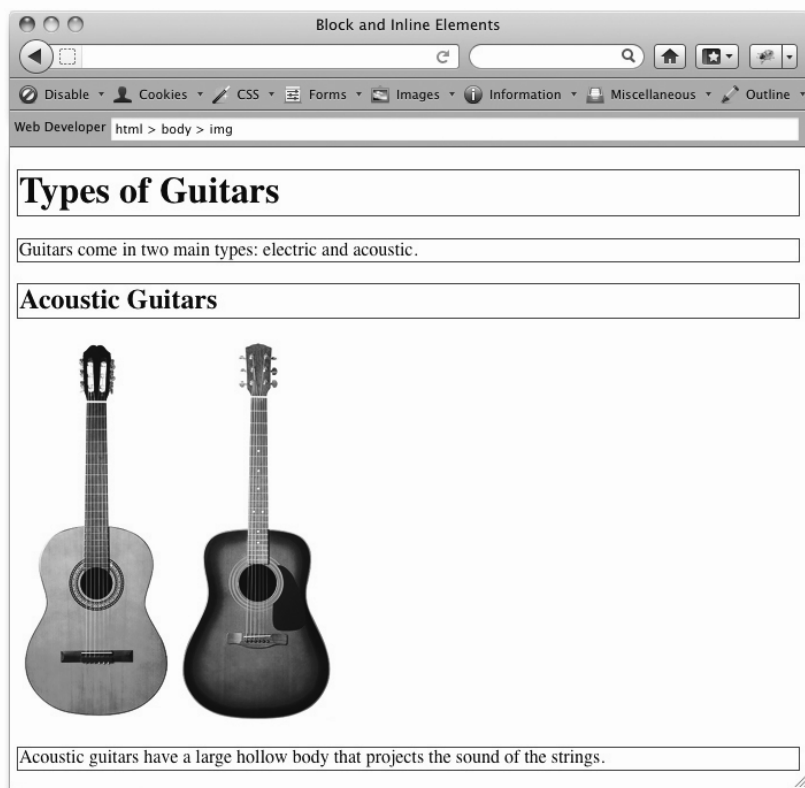 Block and Inline Elements
Disable Cookies CSS Forms Images Information Miscellaneous Outline
Web Developer html > body > img
Types of Guitars
Guitars come in two main types: electric and acoustic.
Acoustic Guitars
Acoustic guitars have a large hollow body that projects the sound of the strings.